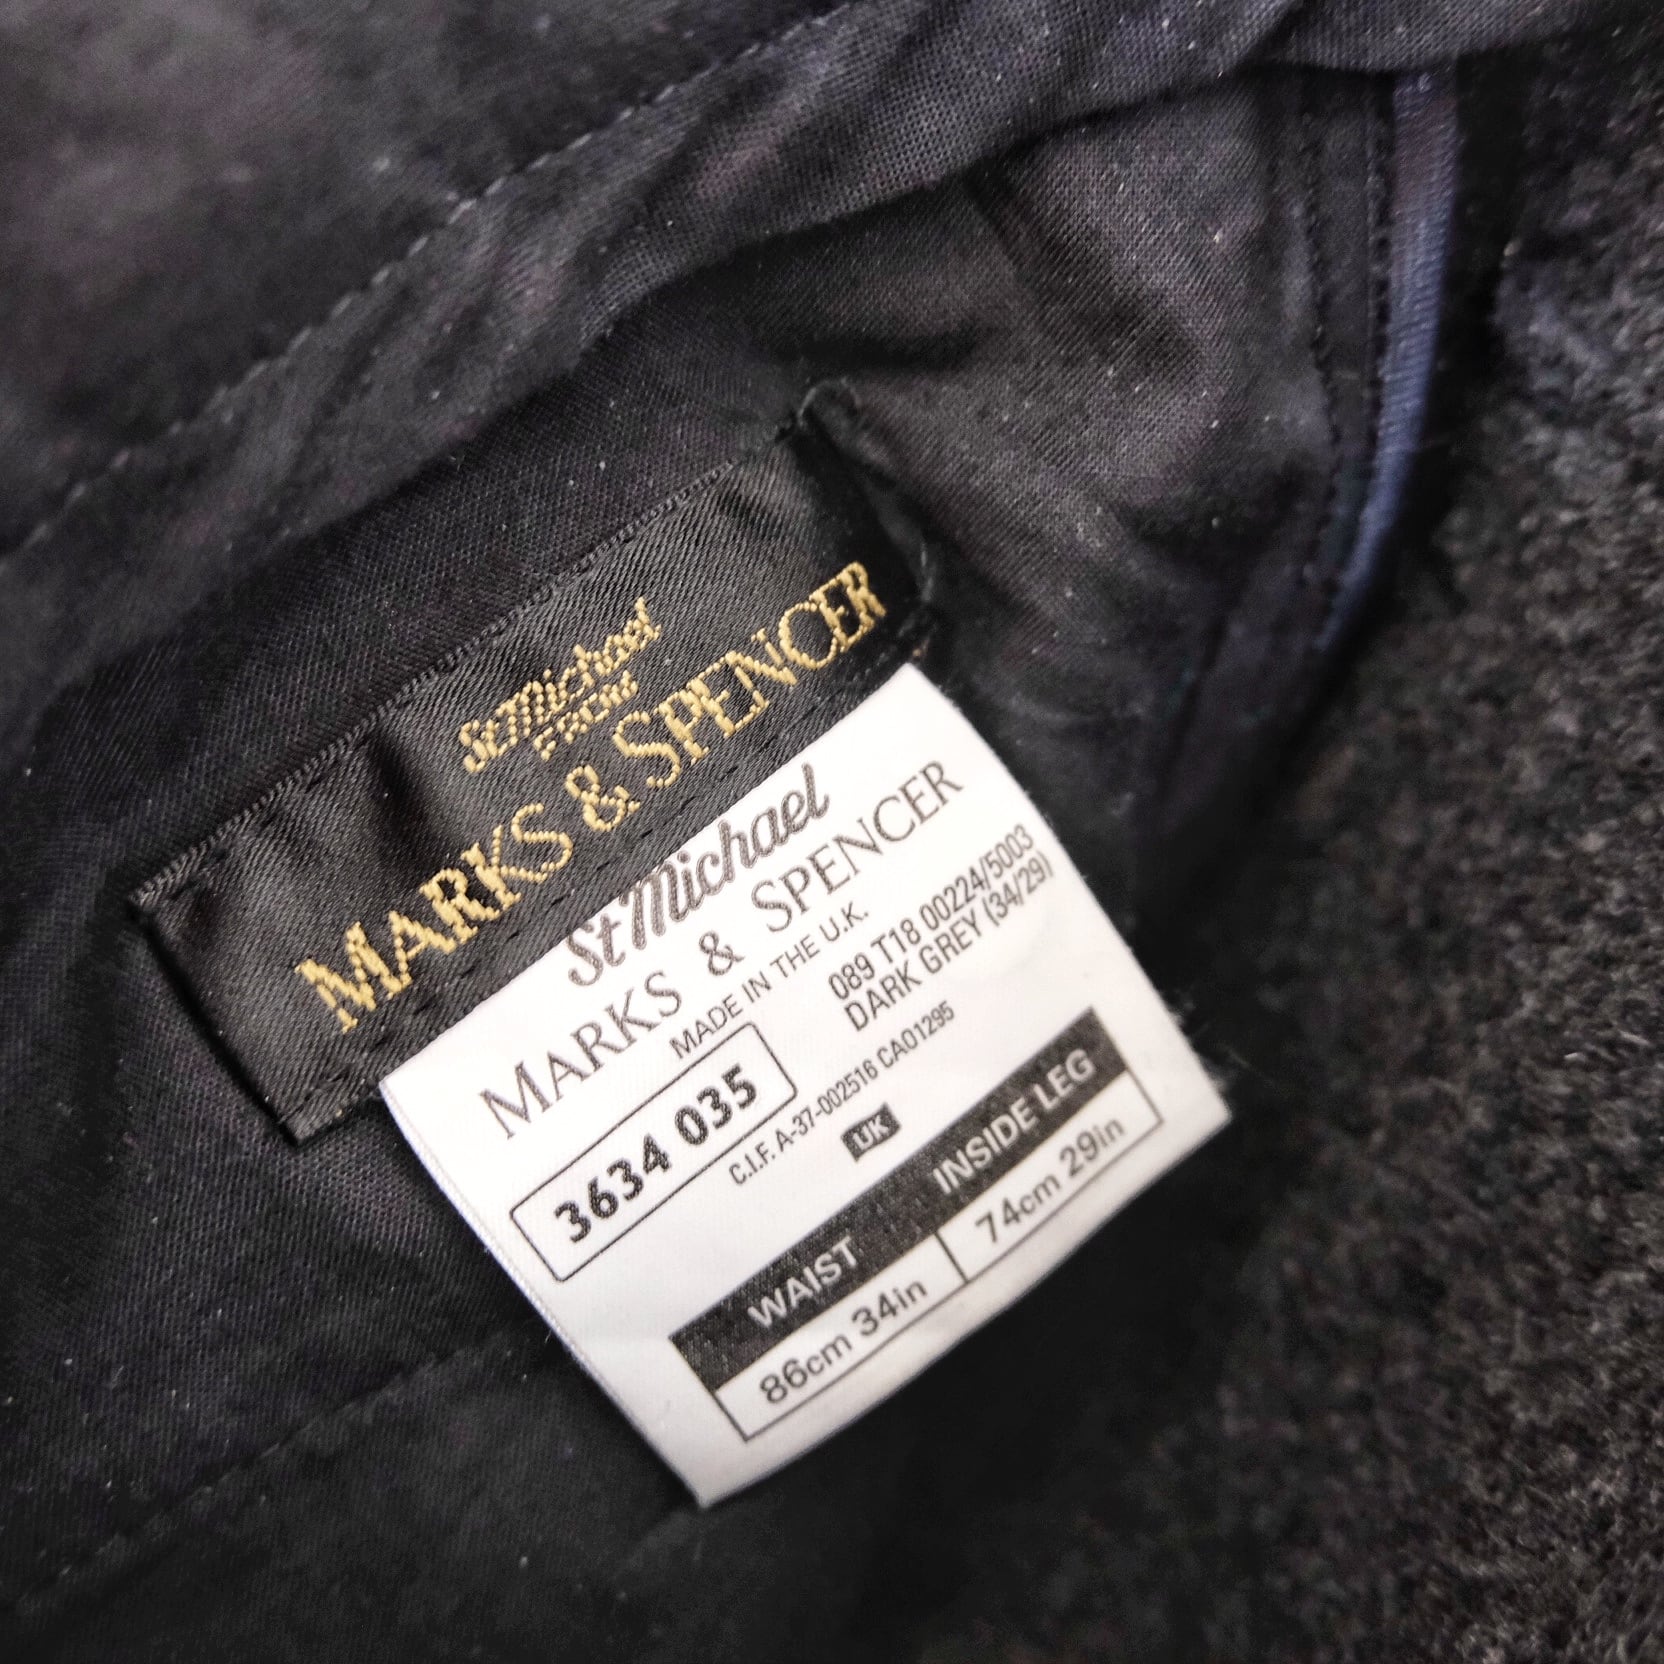 St Michael
FROM
MARKS & SPENCER
St Michael
MARKS & SPENCER
MADE IN THE U.K.
3634 035
089 T18 00224/5003
DARK GREY (34/29)
C.I.F. A-37-002516 CA01295
UK
WAIST INSIDE LEG
86cm 34in 74cm 29in